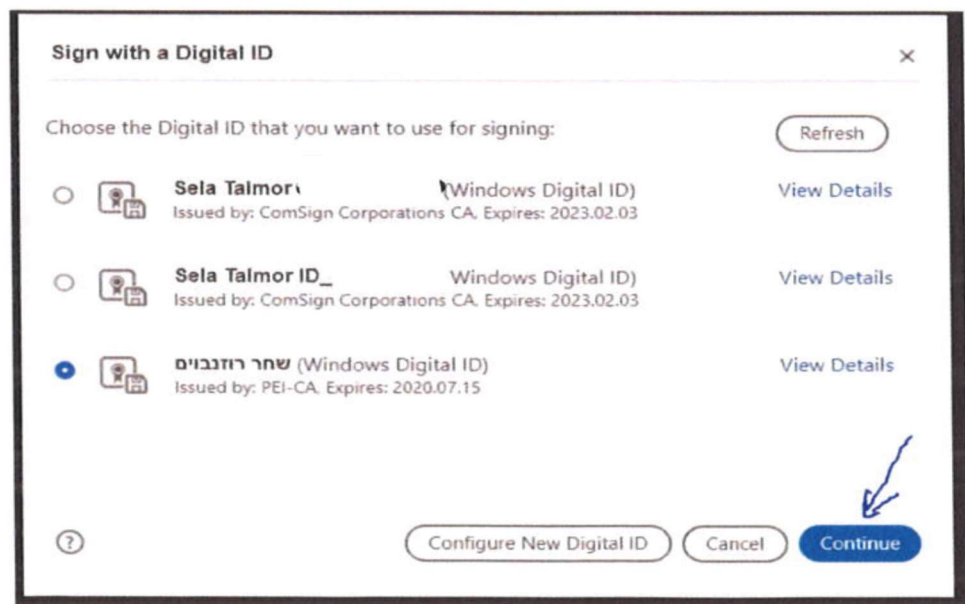 Sign with a Digital ID
Choose the Digital ID that you want to use for signing:
Refresh
Sela Talmor (Windows Digital ID)
View Details
Issued by: ComSign Corporations CA. Expires: 2023.02.03
Sela Talmor ID_ Windows Digital ID)
View Details
Issued by: ComSign Corporations CA. Expires: 2023.02.03
שחר רוזנבוים (Windows Digital ID)
View Details
Issued by: PEI-CA. Expires: 2020.07.15
Configure New Digital ID
Cancel
Continue